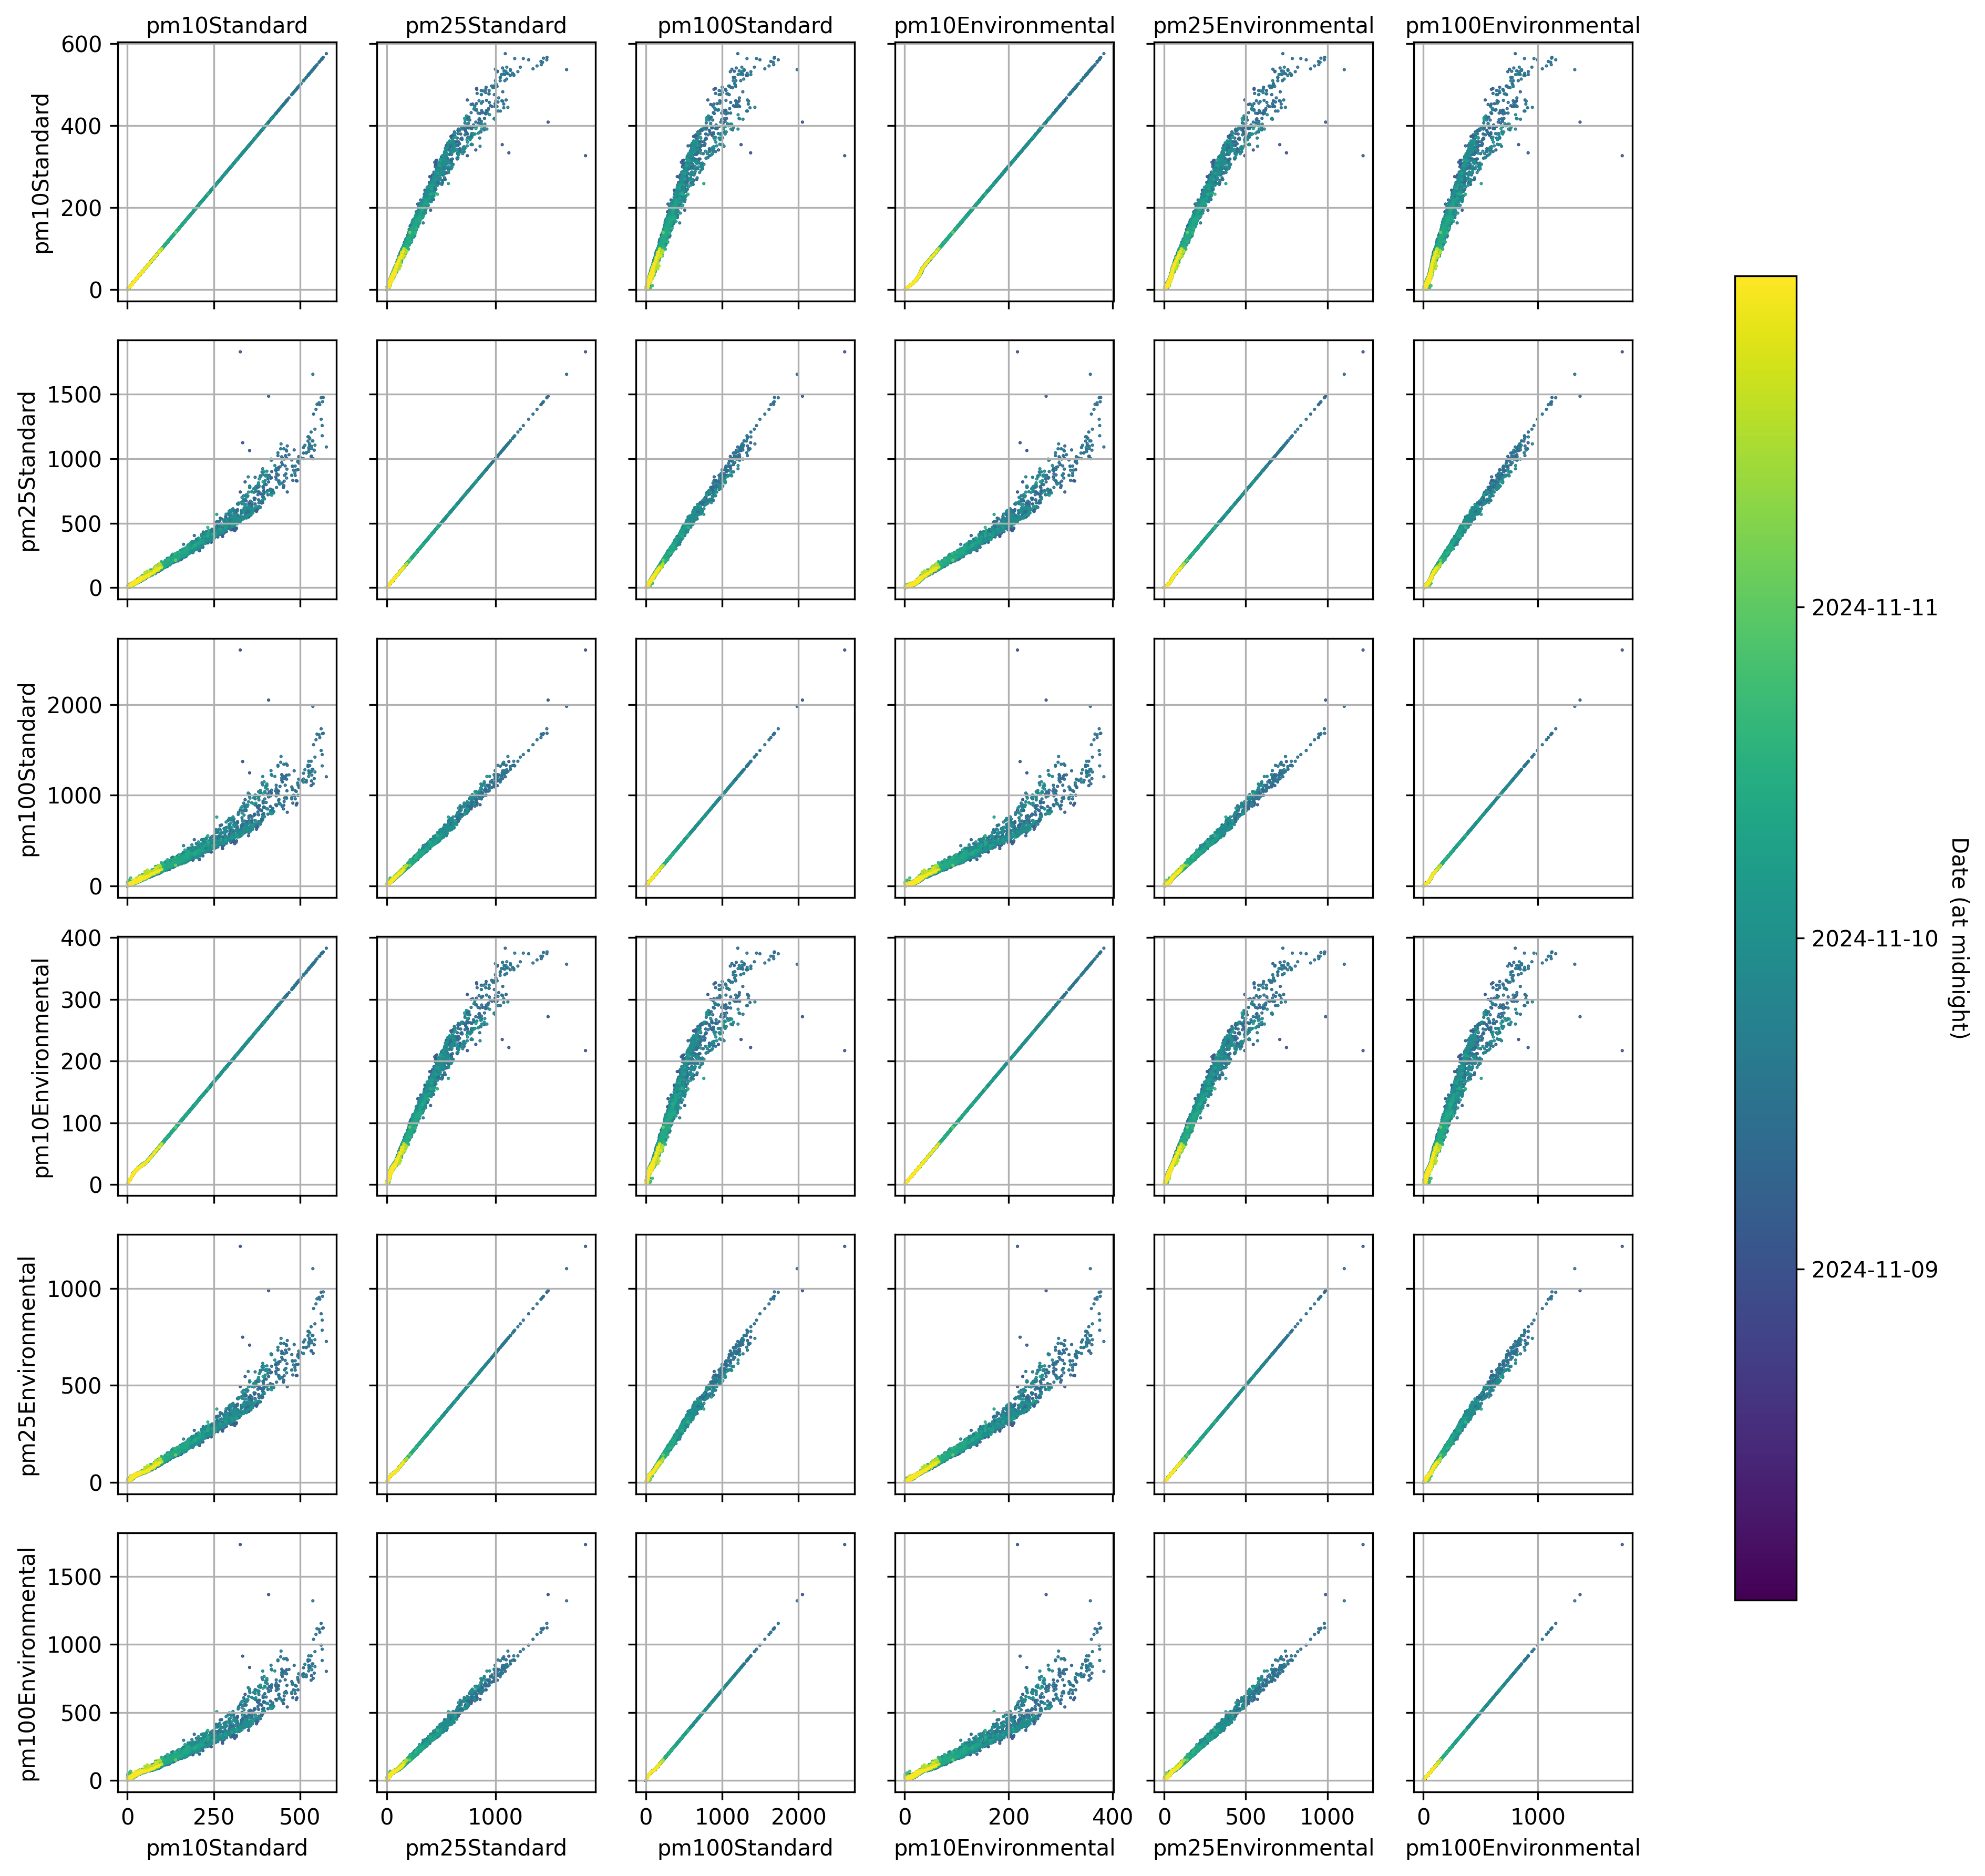 pm10Standard pm25Standard pm100Standard pm10Environmental pm25Environmental pm100Environmental
pm10Standard
600
400
200
0
pm25Standard
1500
1000
500
0
pm100Standard
2000
1000
0
pm10Environmental
400
300
200
100
0
pm25Environmental
1000
500
0
pm100Environmental
1500
1000
500
0
0 250 500 0 1000 0 1000 2000 0 200 400 0 500 1000 0 1000
pm10Standard pm25Standard pm100Standard pm10Environmental pm25Environmental pm100Environmental
2024-11-11
2024-11-10
2024-11-09
Date (at midnight)